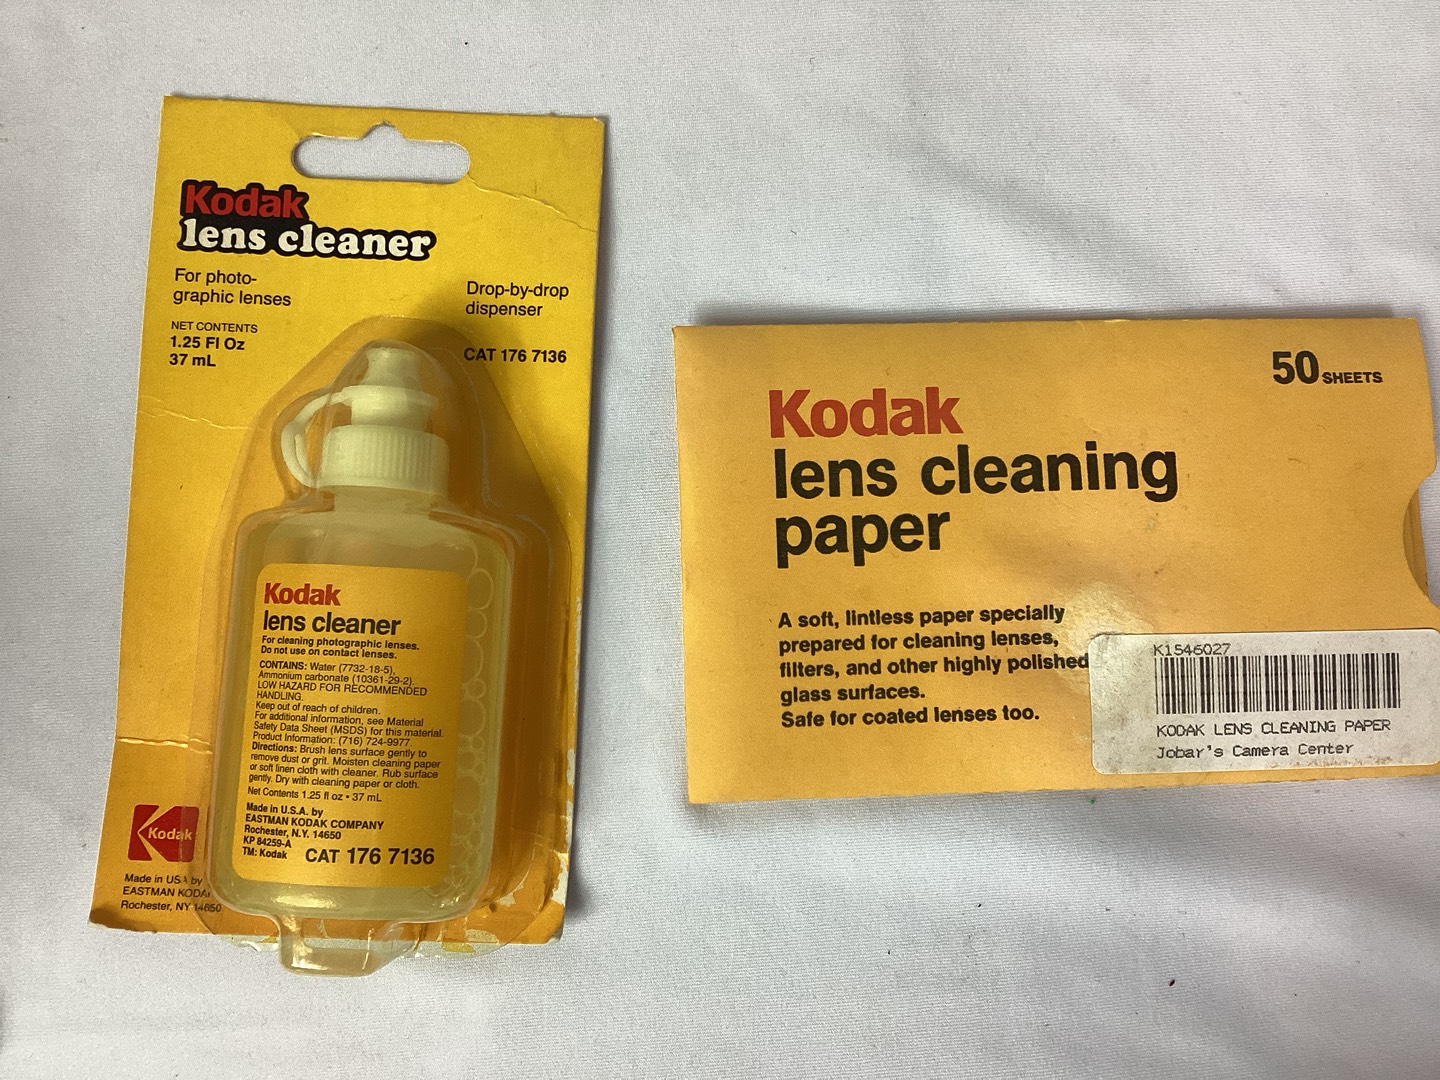 Kodak
lens cleaner
For photo-
graphic lenses
NET CONTENTS
1.25 Fl Oz
37 mL
Drop-by-drop
dispenser
CAT 176 7136
Kodak
lens cleaner
For cleaning photographic lenses.
Do not use on contact lenses.
CONTAINS: Water (7732-18-5),
Ammonium carbonate (10361-29-2).
LOW HAZARD FOR RECOMMENDED
HANDLING.
Keep out of reach of children.
For additional information, see Material
Safety Data Sheet (MSDS) for this material.
Product Information: (716) 724-9977.
Directions: Brush lens surface gently to
remove dust or grit. Moisten cleaning paper
or soft linen cloth with cleaner. Rub surface
gently. Dry with cleaning paper or cloth.
Net Contents 1.25 fl oz • 37 mL
Made in U.S.A. by
EASTMAN KODAK COMPANY
Rochester, N.Y. 14650
KP 84259-A
TM: Kodak CAT 176 7136
Kodak
Made in USA by
EASTMAN KODAK
Rochester, NY 14650
50 SHEETS
Kodak
lens cleaning
paper
A soft, lintless paper specially
prepared for cleaning lenses,
filters, and other highly polished
glass surfaces.
Safe for coated lenses too.
K1546027
KODAK LENS CLEANING PAPER
Jobar's Camera Center